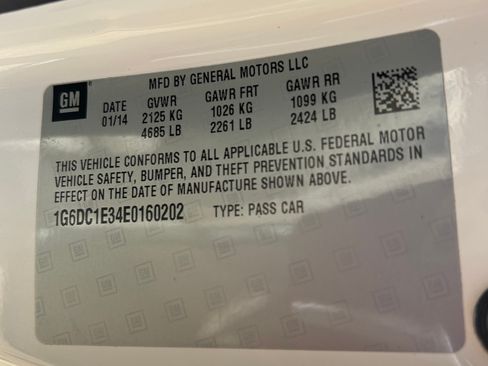 MFD BY GENERAL MOTORS LLC
GM
DATE GVWR GAWR FRT GAWR RR
01/14 2125 KG 1026 KG 1099 KG
4685 LB 2261 LB 2424 LB
THIS VEHICLE CONFORMS TO ALL APPLICABLE U.S. FEDERAL MOTOR
VEHICLE SAFETY, BUMPER, AND THEFT PREVENTION STANDARDS IN
EFFECT ON THE DATE OF MANUFACTURE SHOWN ABOVE.
1G6DC1E34E0160202 TYPE: PASS CAR